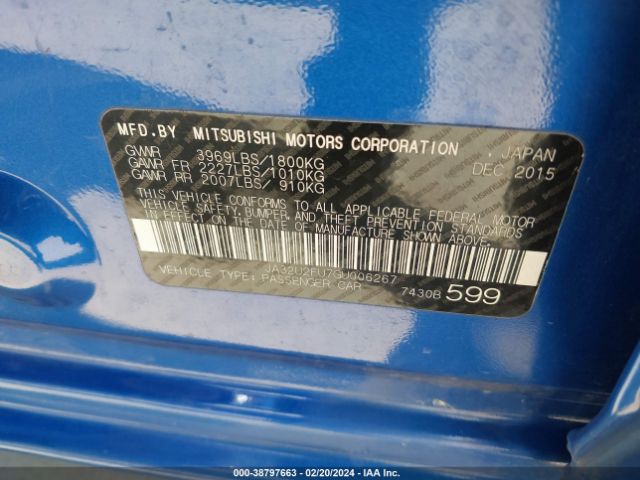 MFD.BY MITSUBISHI MOTORS CORPORATION , JAPAN
GVWR 3969LBS/1800KG DEC.2015
GAWR FR 2227LBS/1010KG
GAWR RR 2007LBS/ 910KG
THIS VEHICLE CONFORMS TO ALL APPLICABLE FEDERAL MOTOR
VEHICLE SAFETY, BUMPER, AND THEFT PREVENTION STANDARDS
IN EFFECT ON THE DATE OF MANUFACTURE SHOWN ABOVE.
JA32U2FU7GU006267
VEHICLE TYPE: PASSENGER CAR 7430B 599
000-38797663 - 02/20/2024 - IAA Inc.